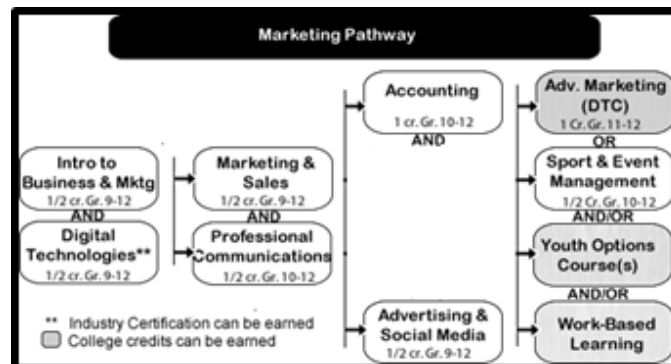 Marketing Pathway
Intro to
Business & Mktg
1/2 cr. Gr. 9-12
AND
Digital
Technologies**
1/2 cr. Gr. 9-12
Marketing &
Sales
1/2 cr. Gr. 9-12
AND
Professional
Communications
1/2 cr. Gr. 10-12
Accounting
1 cr. Gr. 10-12
AND
Advertising &
Social Media
1/2 cr. Gr. 9-12
Adv. Marketing
(DTC)
1 Cr. Gr. 11-12
OR
Sport & Event
Management
1/2 Cr. Gr. 10-12
AND/OR
Youth Options
Course(s)
AND/OR
Work-Based
Learning
** Industry Certification can be earned
College credits can be earned